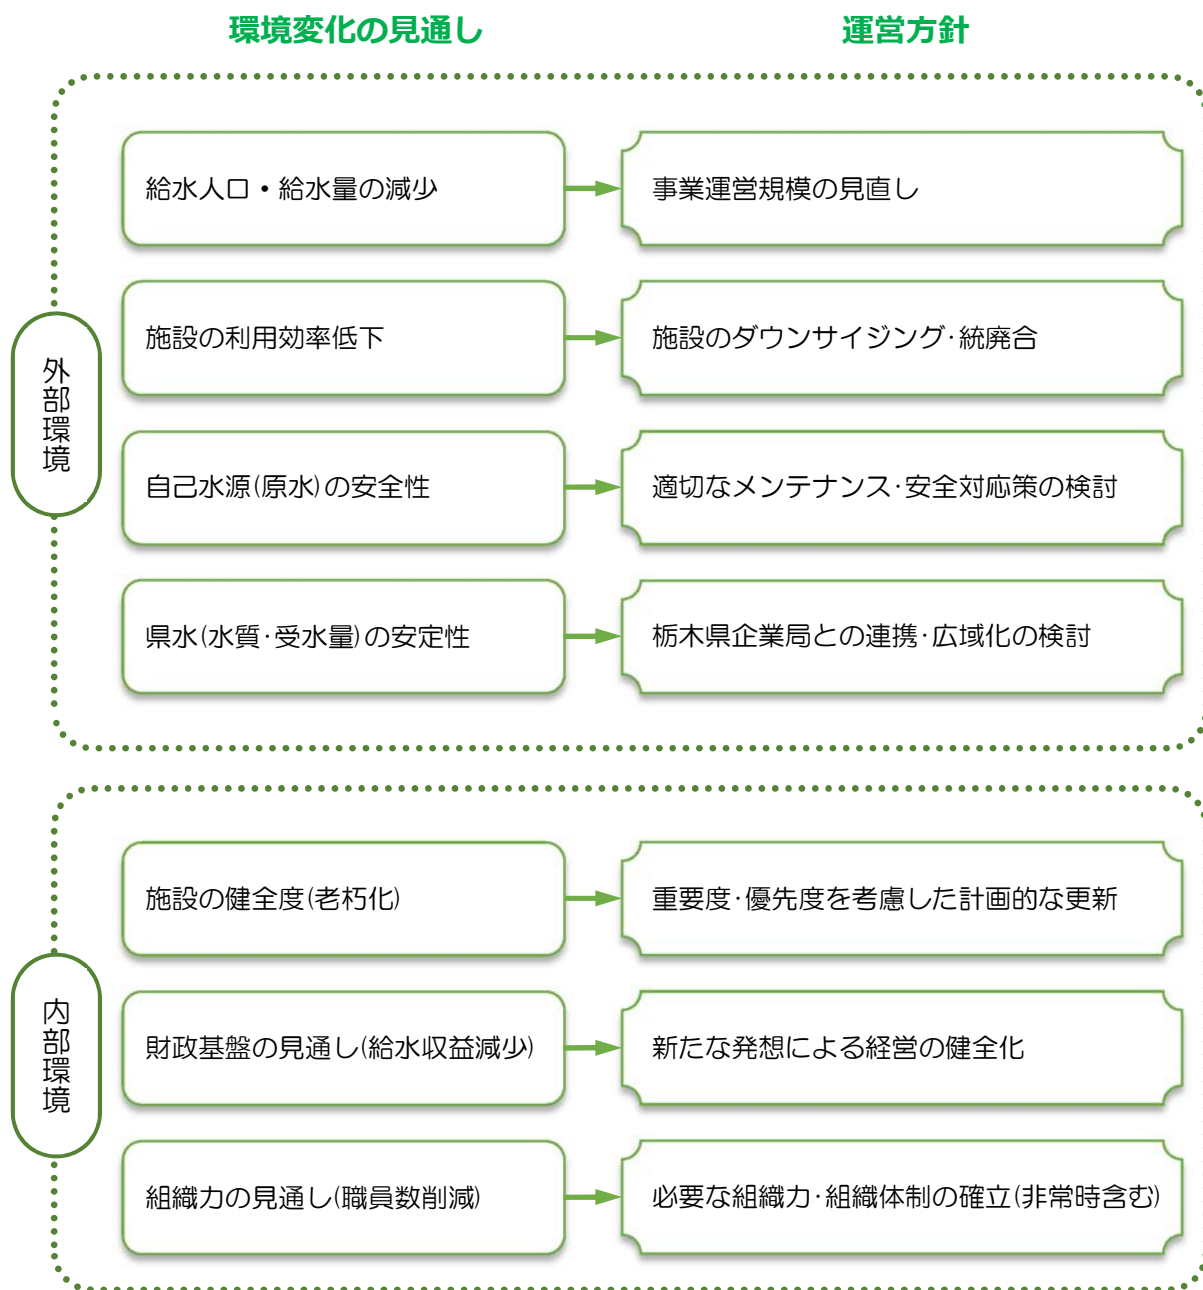 環境変化の見通し
運営方針
外部環境
給水人口・給水量の減少
事業運営規模の見直し
施設の利用効率低下
施設のダウンサイジング･統廃合
自己水源(原水)の安全性
適切なメンテナンス･安全対応策の検討
県水(水質･受水量)の安定性
栃木県企業局との連携･広域化の検討
内部環境
施設の健全度(老朽化)
重要度･優先度を考慮した計画的な更新
財政基盤の見通し(給水収益減少)
新たな発想による経営の健全化
組織力の見通し(職員数削減)
必要な組織力･組織体制の確立(非常時含む)